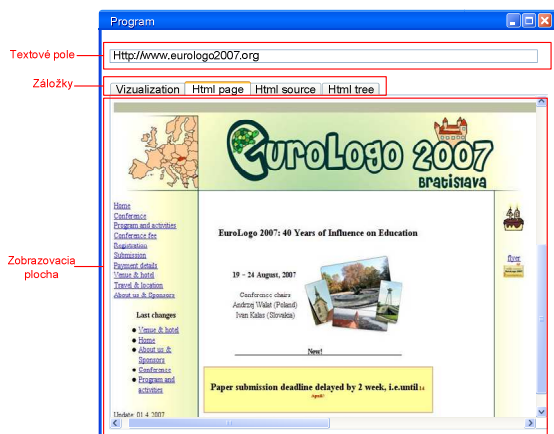 Program
Textové pole
Http://www.eurologo2007.org
Záložky
Vizualization
Html page
Html source
Html tree
EuroLogo 2007
Bratislava
Home
Conference
Program and activities
Conference fee
Registration
Submission
Payment details
Venue & hotel
Travel & location
About us & Sponsors
EuroLogo 2007: 40 Years of Influence on Education
flyer
Zobrazovacia
plocha
19 - 24 August, 2007
Conference chairs
Andrzej Walat (Poland)
Ivan Kalas (Slovakia)
Last changes
Venue & hotel
Home
About us &
Sponsors
Conference
Program and
activities
New!
Paper submission deadline delayed by 2 week, i.e.until 14
April!
Update: 01.4.2007